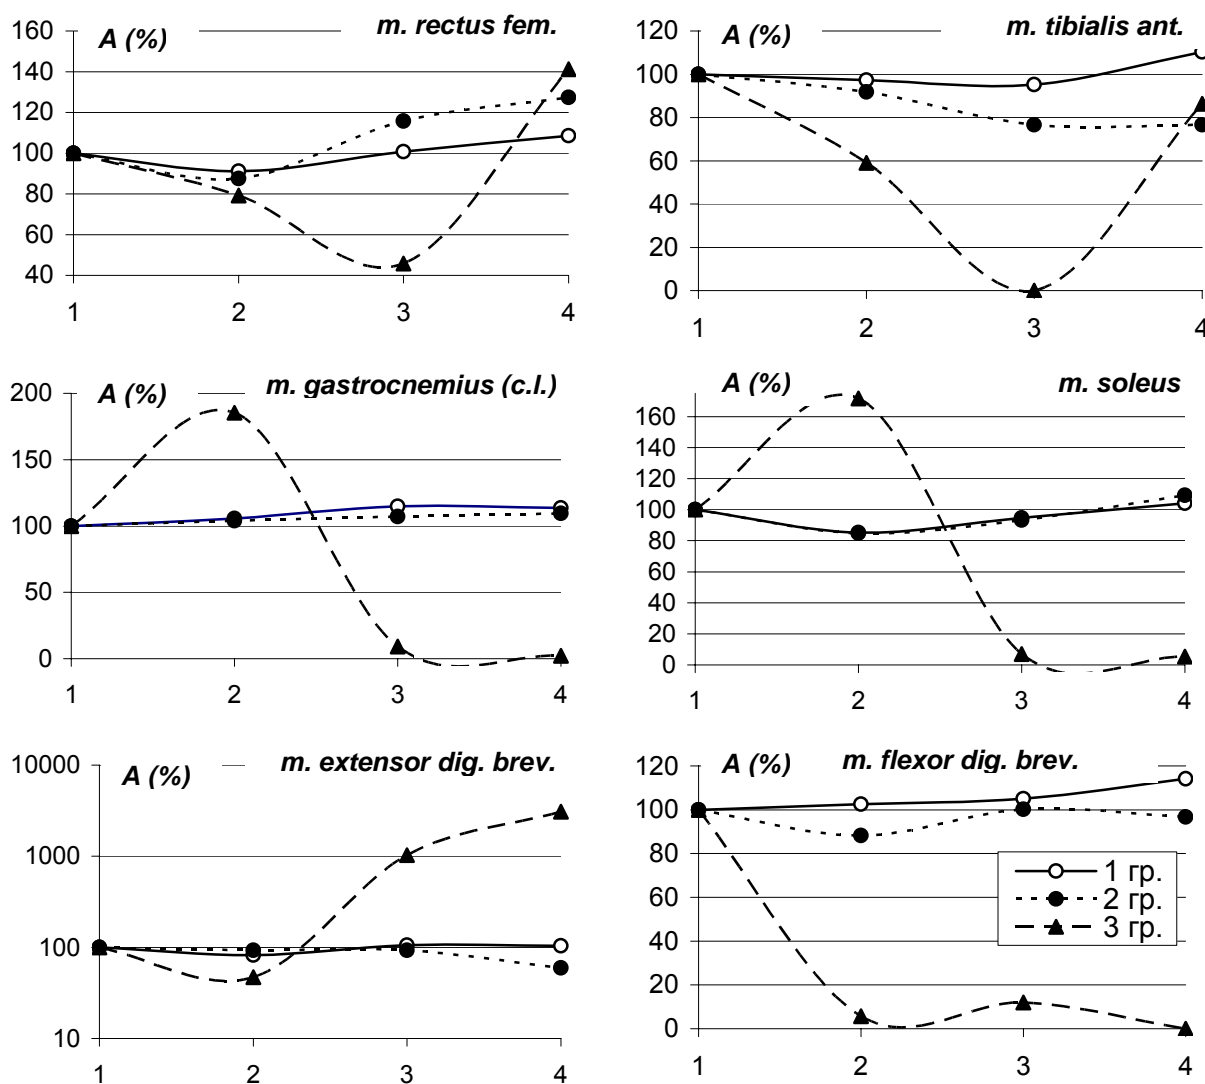 A (%) m. rectus fem.
160
140
120
100
80
60
40
1 2 3 4
A (%) m. tibialis ant.
120
100
80
60
40
20
0
1 2 3 4
A (%) m. gastrocnemius (c.l.)
200
150
100
50
0
1 2 3 4
A (%) m. soleus
160
140
120
100
80
60
40
20
0
1 2 3 4
A (%) m. extensor dig. brev.
10000
1000
100
10
1 2 3 4
A (%) m. flexor dig. brev.
120
100
80
60
40
20
0
1 2 3 4
1 гр.
2 гр.
3 гр.